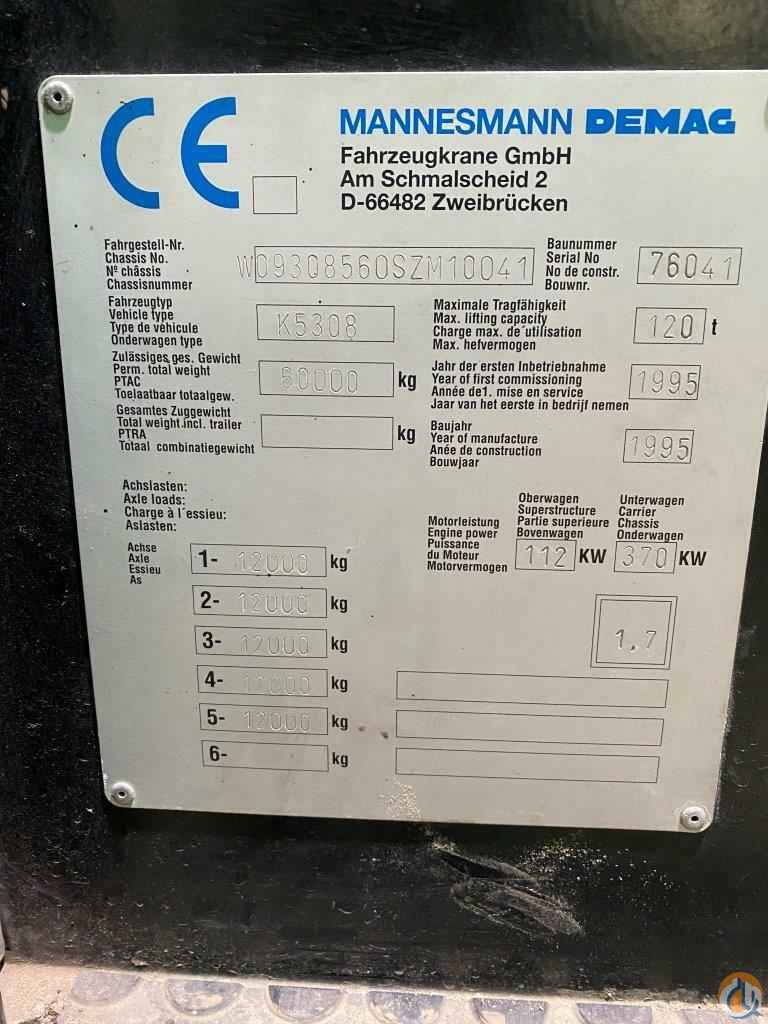 CE
MANNESMANN DEMAG
Fahrzeugkrane GmbH
Am Schmalscheid 2
D-66482 Zweibrücken
Fahrgestell-Nr.
Chassis No.
Nº châssis
Chassisnummer
W09308560SZM10041
Baunummer
Serial No
No de constr.
Bouwnr.
76041
Fahrzeugtyp
Vehicle type
Type de véhicule
Onderwagen type
K5308
Maximale Tragfähigkeit
Max. lifting capacity
Charge max. de´utilisation
Max. hefvermogen
120 t
Zulässiges ges. Gewicht
Perm. total weight
PTAC
Toelaatbaar totaalgew.
60000 kg
Jahr der ersten Inbetriebnahme
Year of first commissioning
Année de1. mise en service
Jaar van het eerste in bedrijf nemen
1995
Gesamtes Zuggewicht
Total weight incl. trailer
PTRA
Totaal combinatiegewicht
kg
Baujahr
Year of manufacture
Anée de construction
Bouwjaar
1995
Achslasten:
Axle loads:
Charge à l´essieu:
Aslasten:
Motorleistung
Engine power
Puissance
du Moteur
Motorvermogen
Oberwagen
Superstructure
Partie superieure
Bovenwagen
112 KW
Unterwagen
Carrier
Chassis
Onderwagen
370 KW
Achse
Axle
Essieu
As
1- 12000 kg
2- 12000 kg
3- 12000 kg
4- kg
5- 12000 kg
6- kg
1,7